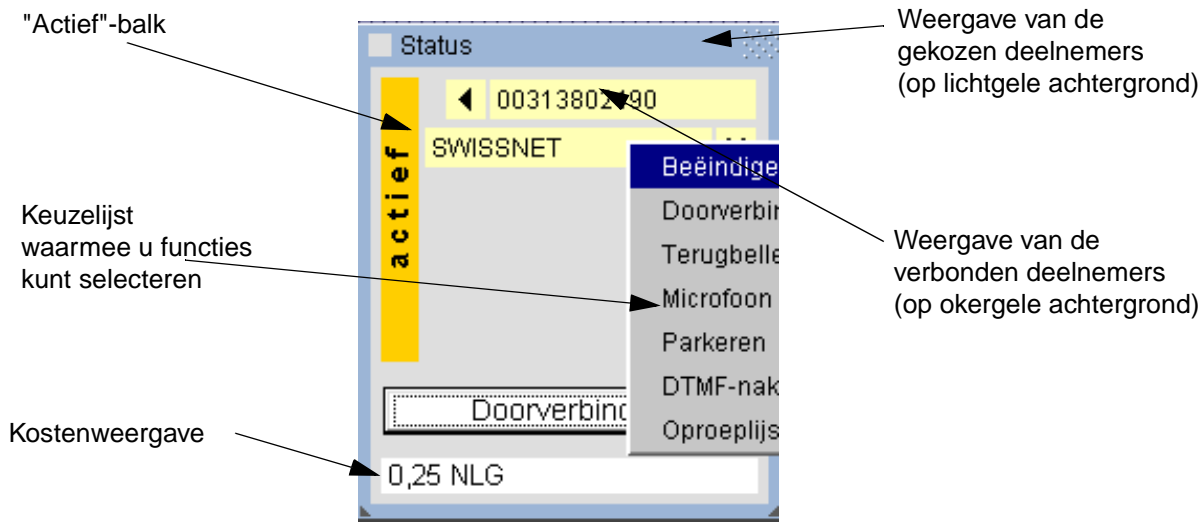 "Actief"-balk
Weergave van de
gekozen deelnemers
(op lichtgele achtergrond)
Status
actief
SWISSNET
Beëindige
Doorverbin
Terugbelle
Microfoon
Parkeren
DTMF-nak
Oproeplijs
Keuzelijst
waarmee u functies
kunt selecteren
Weergave van de
verbonden deelnemers
(op okergele achtergrond)
Doorverbind
Kostenweergave
0,25 NLG